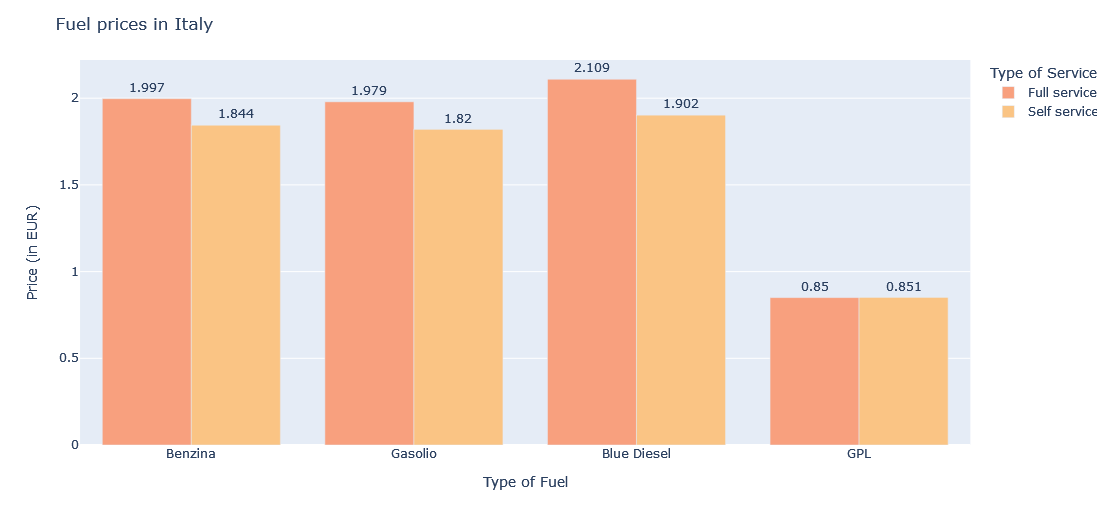 Fuel prices in Italy
Type of Service
Full service
Self service
Price (in EUR)
2
1.5
1
0.5
0
1.997
1.844
1.979
1.82
2.109
1.902
0.85
0.851
Benzina
Gasolio
Blue Diesel
GPL
Type of Fuel